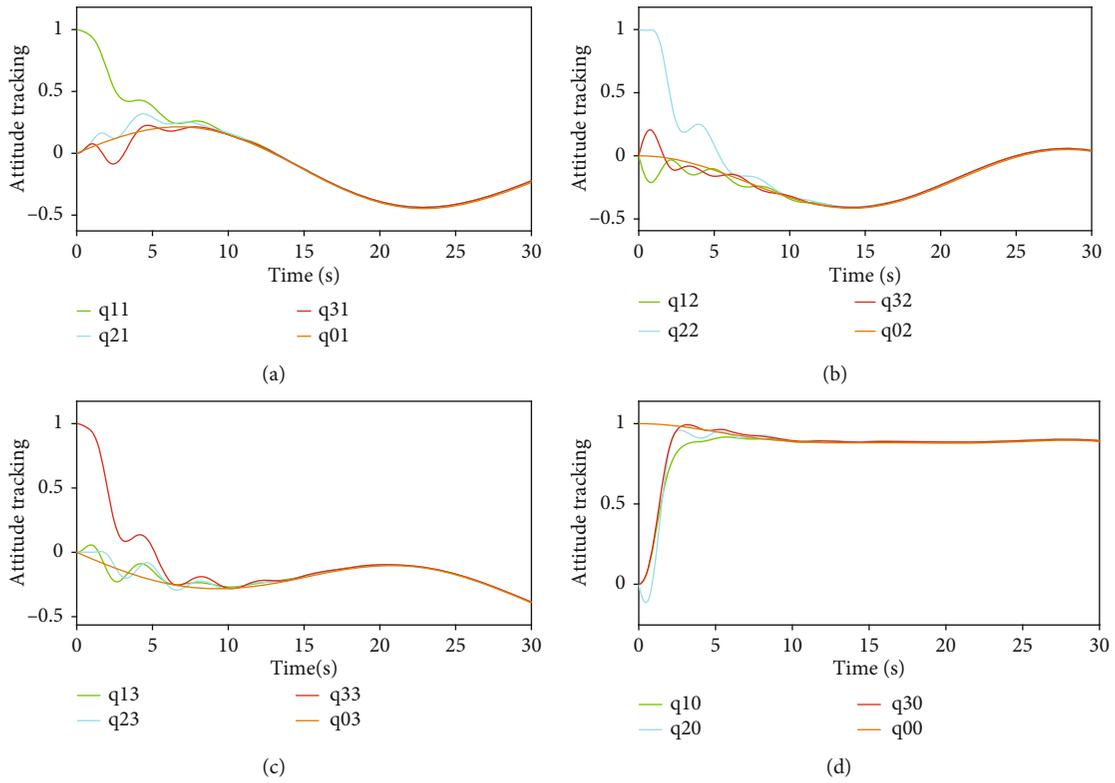 1
0.5
0
−0.5
Attitude tracking
0 5 10 15 20 25 30
Time (s)
q11 q31
q21 q01
(a)
1
0.5
0
−0.5
Attitude tracking
0 5 10 15 20 25 30
Time (s)
q12 q32
q22 q02
(b)
1
0.5
0
−0.5
Attitude tracking
0 5 10 15 20 25 30
Time(s)
q13 q33
q23 q03
(c)
1
0.5
0
Attitude tracking
0 5 10 15 20 25 30
Time (s)
q10 q30
q20 q00
(d)